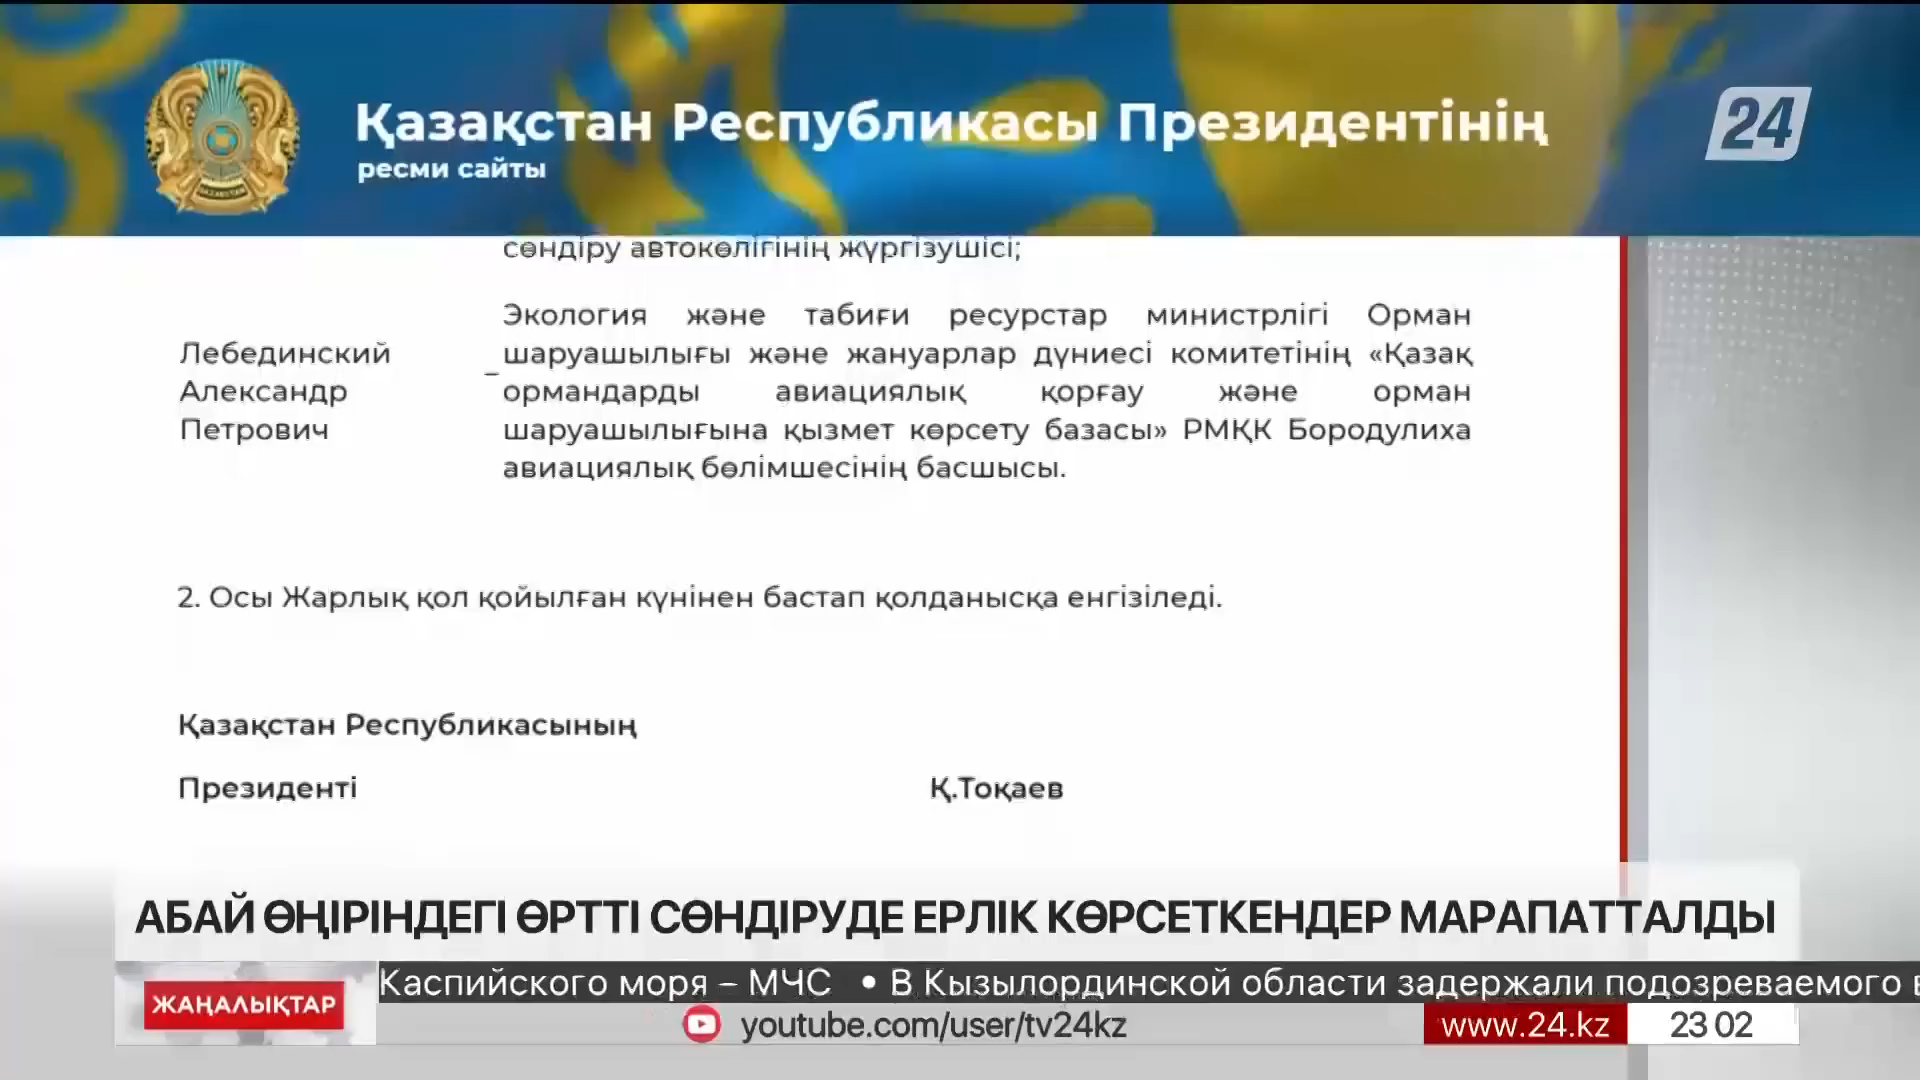 Қазақстан Республикасы Президентінің
ресми сайты
24
сөндіру автокөлігінің жүргізушісі;
Лебединский
Александр
Петрович
–
Экология және табиғи ресурстар министрлігі Орман
шаруашылығы және жануарлар дүниесі комитетінің «Қазақ
ормандарды авиациялық қорғау және орман
шаруашылығына қызмет көрсету базасы» РМҚК Бородулиха
авиациялық бөлімшесінің басшысы.
2. Осы Жарлық қол қойылған күнінен бастап қолданысқа енгізіледі.
Қазақстан Республикасының
Президенті Қ.Тоқаев
АБАЙ ӨҢІРІНДЕГІ ӨРТТІ СӨНДІРУДЕ ЕРЛІК КӨРСЕТКЕНДЕР МАРАПАТТАЛДЫ
ЖАҢАЛЫҚТАР
Каспийского моря – МЧС • В Кызылординской области задержали подозреваемого в
youtube.com/user/tv24kz
www.24.kz
23 02